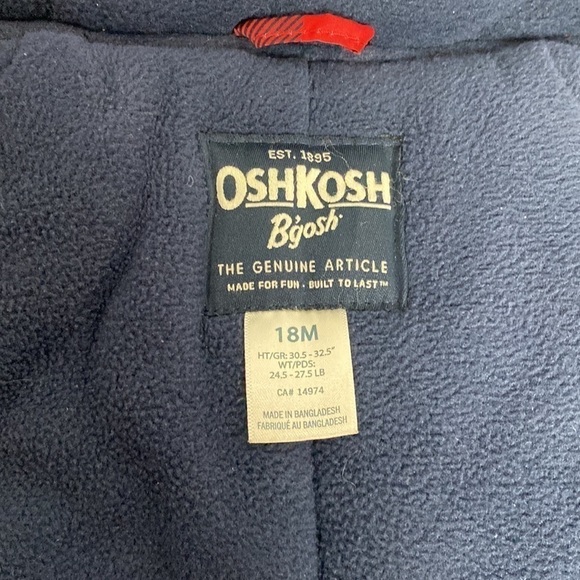 EST. 1895
OSHKOSH
B'gosh
THE GENUINE ARTICLE
MADE FOR FUN · BUILT TO LAST™
18M
HT/GR: 30.5 - 32.5"
WT/PDS:
24.5 - 27.5 LB
CA# 14974
MADE IN BANGLADESH
FABRIQUÉ AU BANGLADESH